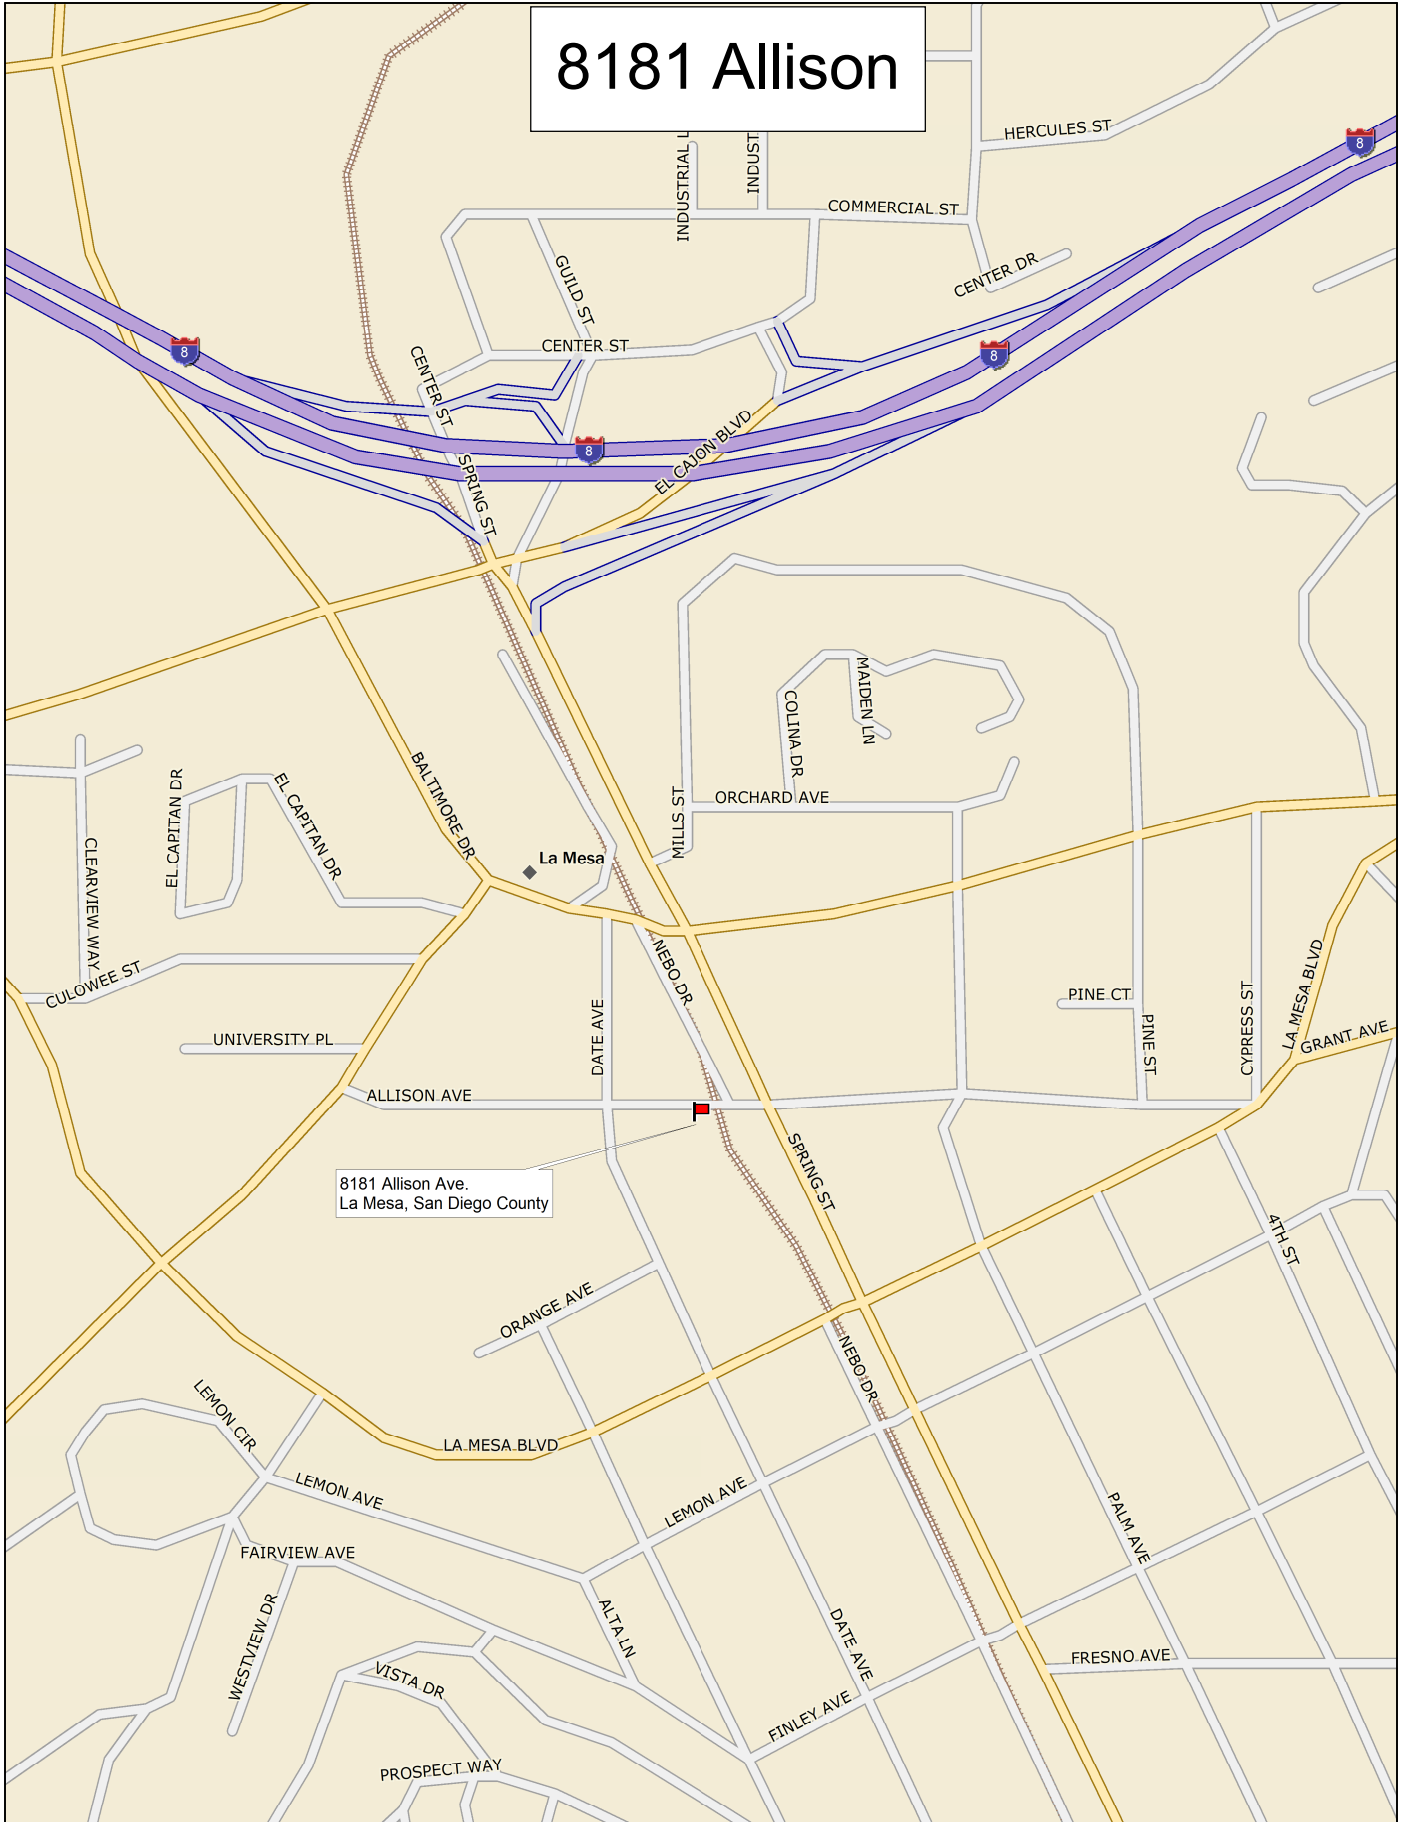 8181 Allison
HERCULES ST
8
INDUSTRIAL L
INDUST
COMMERCIAL ST
CENTER DR
GUILD ST
CENTER ST
8
8
CENTER ST
8
EL CAJON BLVD
SPRING ST
MAIDEN LN
COLINA DR
ORCHARD AVE
MILLS ST
BALTIMORE DR
EL CAPITAN DR
EL CAPITAN DR
CLEARVIEW WAY
La Mesa
CULOWEE ST
NEBO DR
UNIVERSITY PL
DATE AVE
PINE CT
PINE ST
CYPRESS ST
LA MESA BLVD
GRANT AVE
ALLISON AVE
8181 Allison Ave.
La Mesa, San Diego County
SPRING ST
4TH ST
ORANGE AVE
NEBO DR
LEMON CIR
LA MESA BLVD
LEMON AVE
LEMON AVE
PALM AVE
FAIRVIEW AVE
WESTVIEW DR
ALTA LN
DATE AVE
FRESNO AVE
VISTA DR
FINLEY AVE
PROSPECT WAY